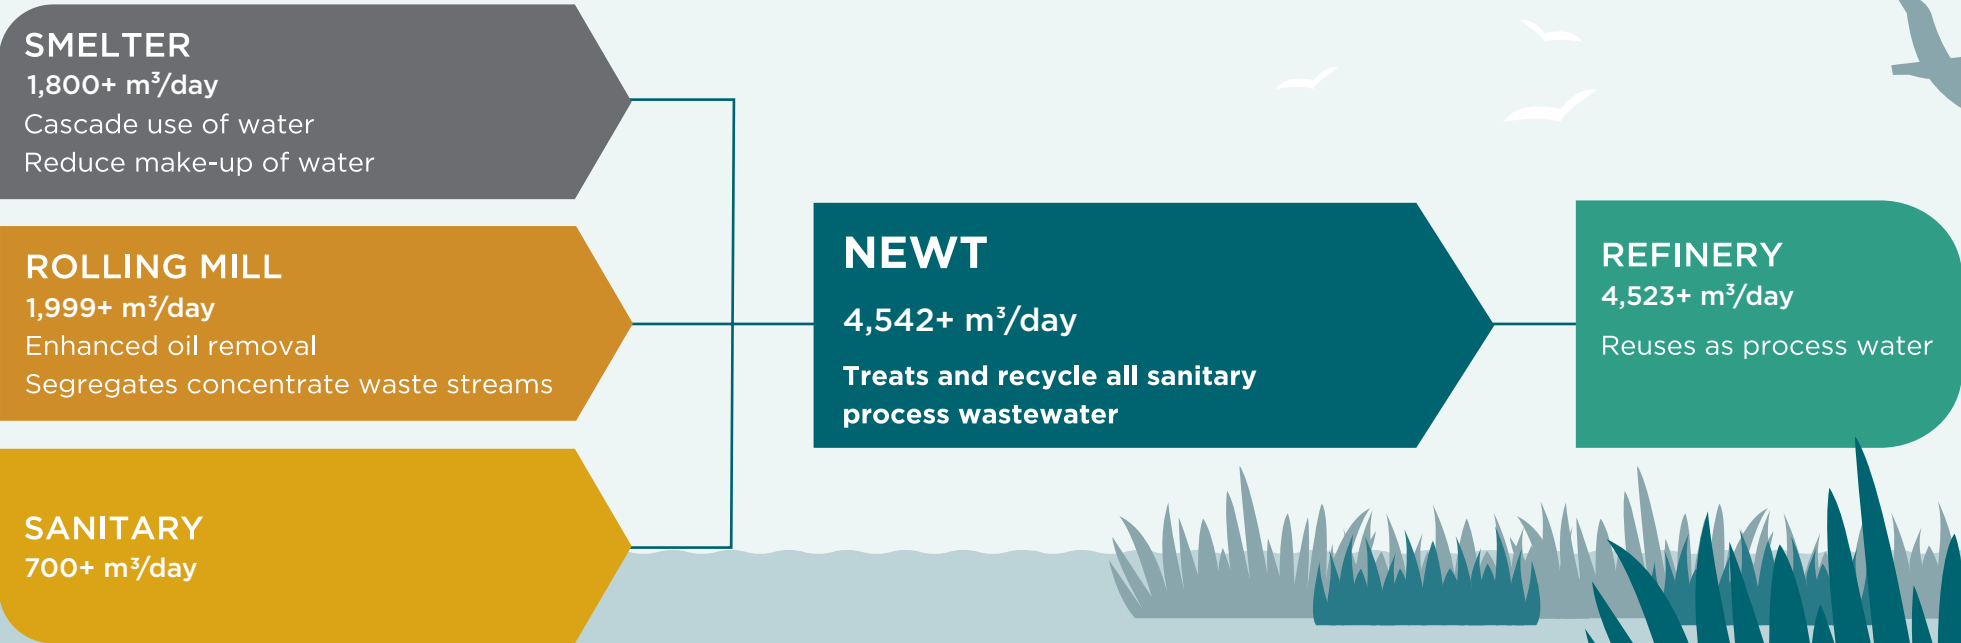 SMELTER
1,800+ m³/day
Cascade use of water
Reduce make-up of water
ROLLING MILL
1,999+ m³/day
Enhanced oil removal
Segregates concentrate waste streams
SANITARY
700+ m³/day
NEWT
4,542+ m³/day
Treats and recycle all sanitary
process wastewater
REFINERY
4,523+ m³/day
Reuses as process water